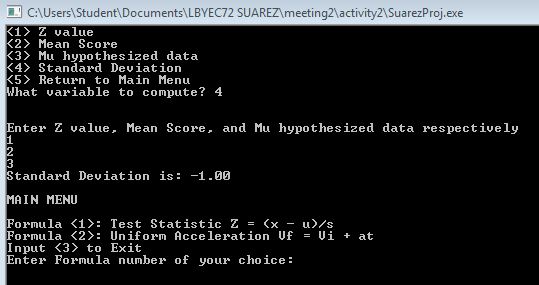 C:\Users\Student\Documents\LBYEC72 SUAREZ\meeting2\activity2\SuarezProj.exe
<1> Z value
<2> Mean Score
<3> Mu hypothesized data
<4> Standard Deviation
<5> Return to Main Menu
What variable to compute? 4
Enter Z value, Mean Score, and Mu hypothesized data respectively
1
2
3
Standard Deviation is: -1.00
MAIN MENU
Formula <1>: Test Statistic Z = (x - u)/s
Formula <2>: Uniform Acceleration Vf = Vi + at
Input <3> to Exit
Enter Formula number of your choice: